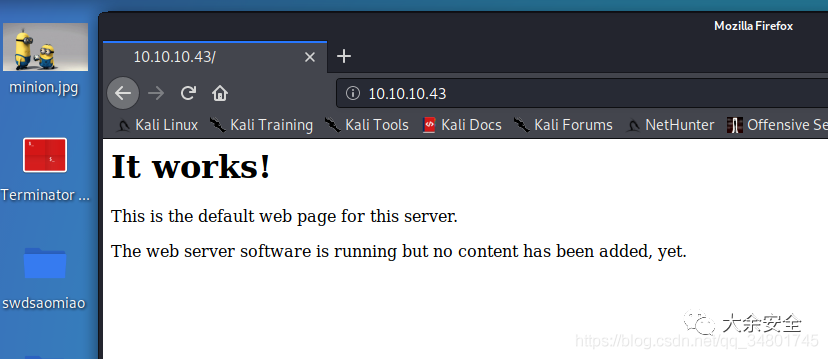 Mozilla Firefox
10.10.10.43/
10.10.10.43
Kali Linux Kali Training Kali Tools Kali Docs Kali Forums NetHunter Offensive Se
minion.jpg
Terminator ...
swdsaomiao
It works!
This is the default web page for this server.
The web server software is running but no content has been added, yet.
大余安全
https://blog.csdn.net/qq_34801745